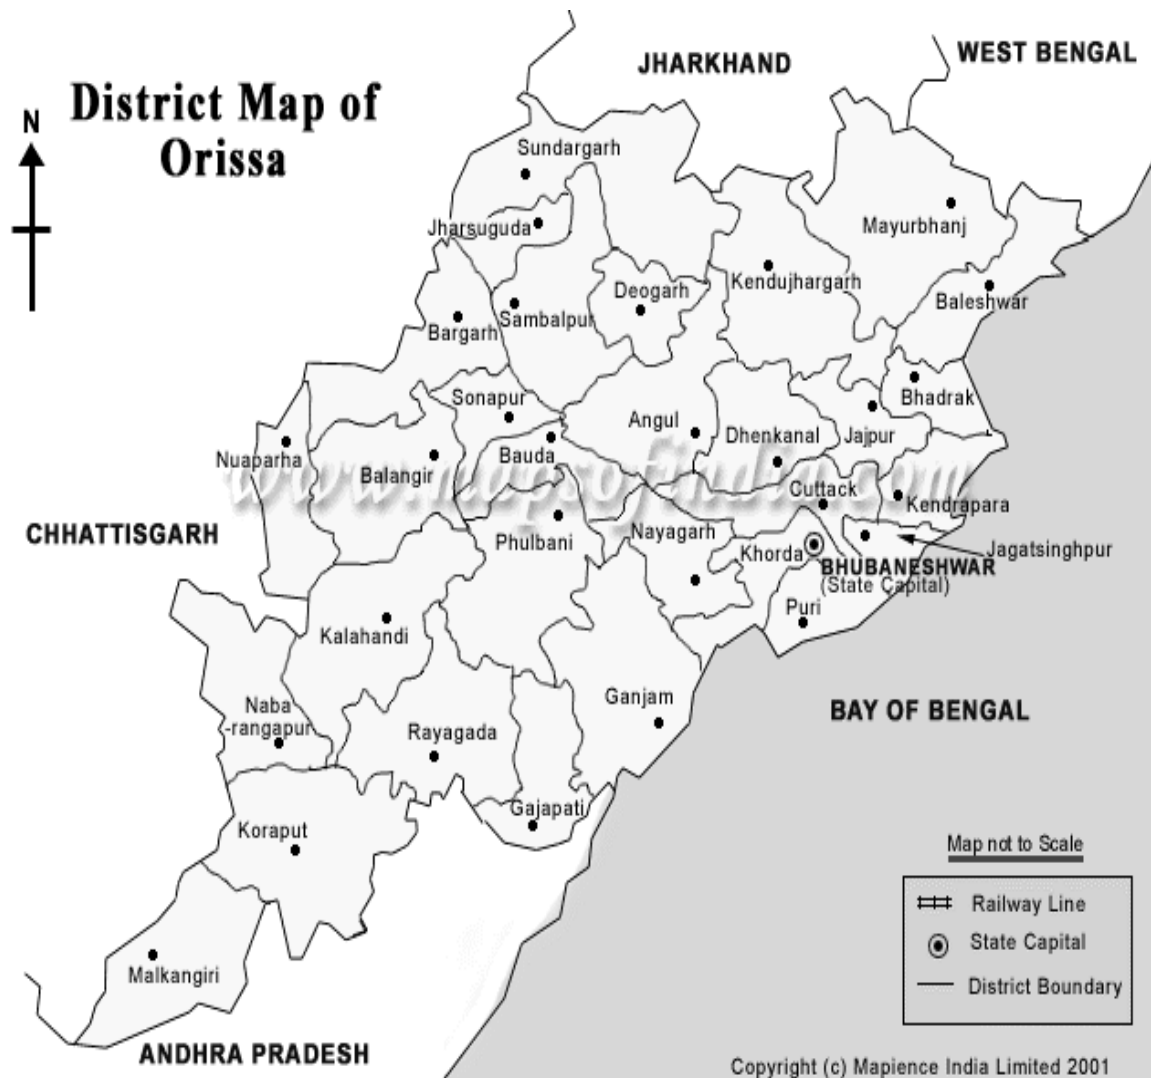 JHARKHAND
WEST BENGAL
District Map of
Orissa
N
Sundargarh
Mayurbhanj
Jharsuguda
Kendujhargarh
Deogarh
Baleshwar
Sambalpur
Bargarh
Sonapur
Bhadrak
Angul
Dhenkanal
Jajpur
Nuaparha
Balangir
Bauda
www.mapsofindia.com
Cuttack
Kendrapara
CHHATTISGARH
Phulbani
Nayagarh
Khorda
Jagatsinghpur
BHUBANESHWAR
(State Capital)
Puri
Kalahandi
Ganjam
Naba
-rangapur
Rayagada
BAY OF BENGAL
Gajapati
Koraput
Map not to Scale
Railway Line
State Capital
District Boundary
Malkangiri
ANDHRA PRADESH
Copyright (c) Mapience India Limited 2001